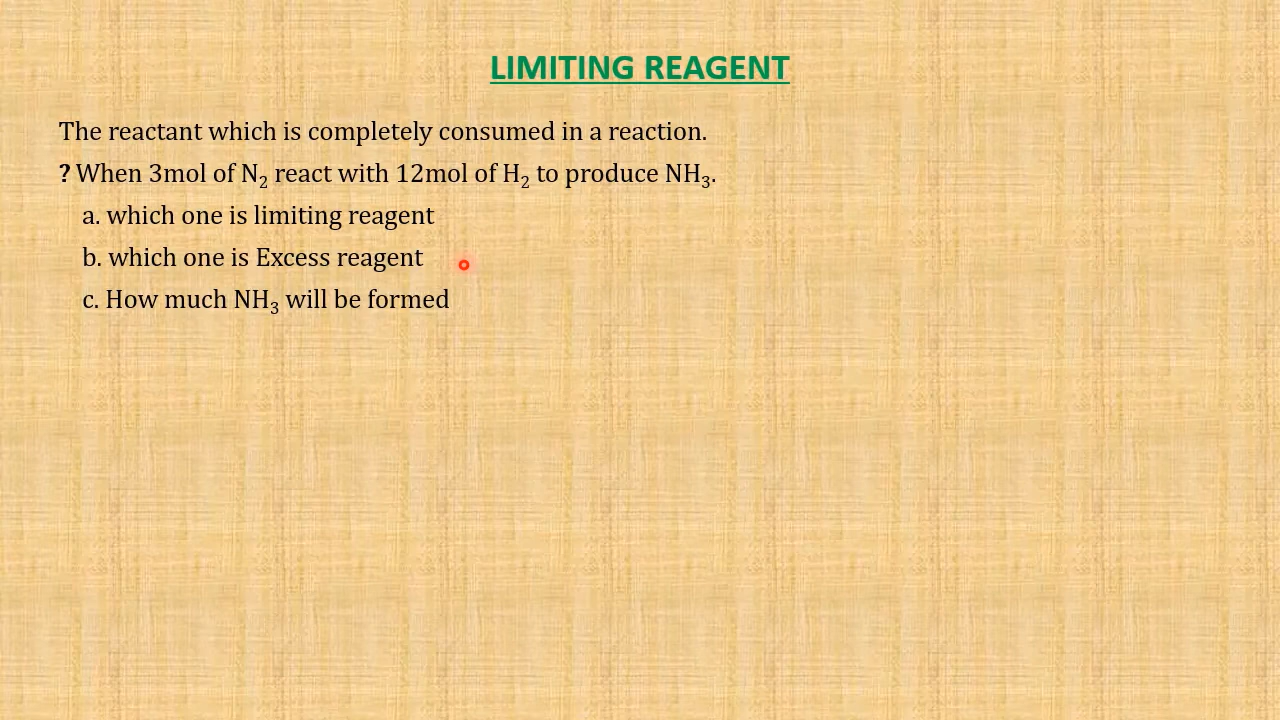 LIMITING REAGENT
The reactant which is completely consumed in a reaction.
? When 3mol of N₂ react with 12mol of H₂ to produce NH₃.
a. which one is limiting reagent
b. which one is Excess reagent
c. How much NH₃ will be formed